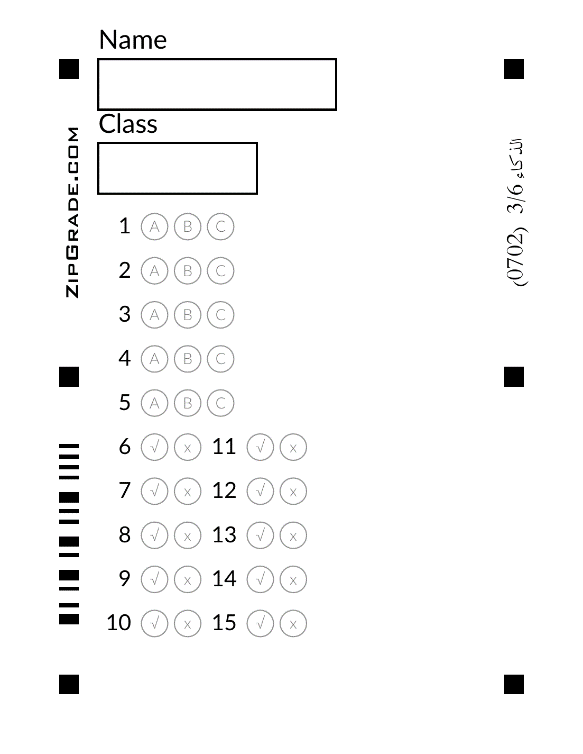 Name
Class
ZIPGRADE.COM
الذكاء 3/6 (0702)
1 A B C
2 A B C
3 A B C
4 A B C
5 A B C
6 √ x 11 √ x
7 √ x 12 √ x
8 √ x 13 √ x
9 √ x 14 √ x
10 √ x 15 √ x